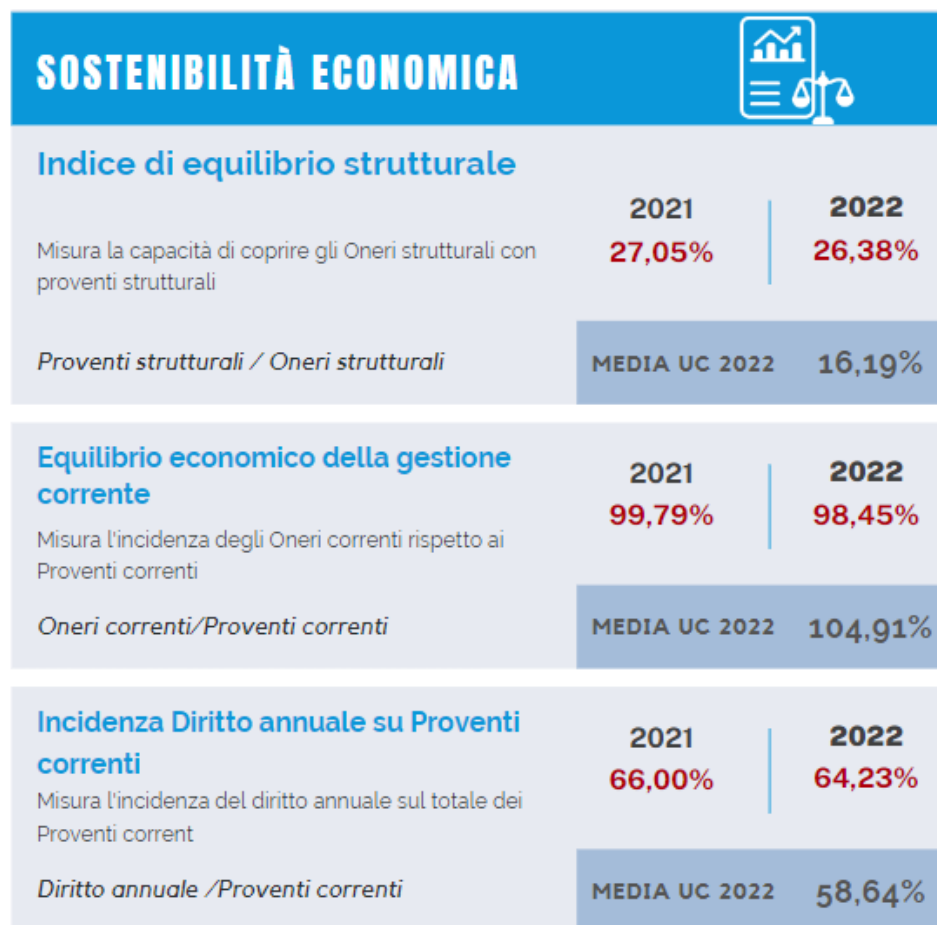 SOSTENIBILITÀ ECONOMICA
Indice di equilibrio strutturale
2021
2022
Misura la capacità di coprire gli Oneri strutturali con
proventi strutturali
27,05%
26,38%
Proventi strutturali / Oneri strutturali
MEDIA UC 2022 16,19%
Equilibrio economico della gestione
corrente
2021
2022
Misura l'incidenza degli Oneri correnti rispetto ai
Proventi correnti
99,79%
98,45%
Oneri correnti/Proventi correnti
MEDIA UC 2022 104,91%
Incidenza Diritto annuale su Proventi
correnti
2021
2022
Misura l'incidenza del diritto annuale sul totale dei
Proventi corrent
66,00%
64,23%
Diritto annuale /Proventi correnti
MEDIA UC 2022 58,64%